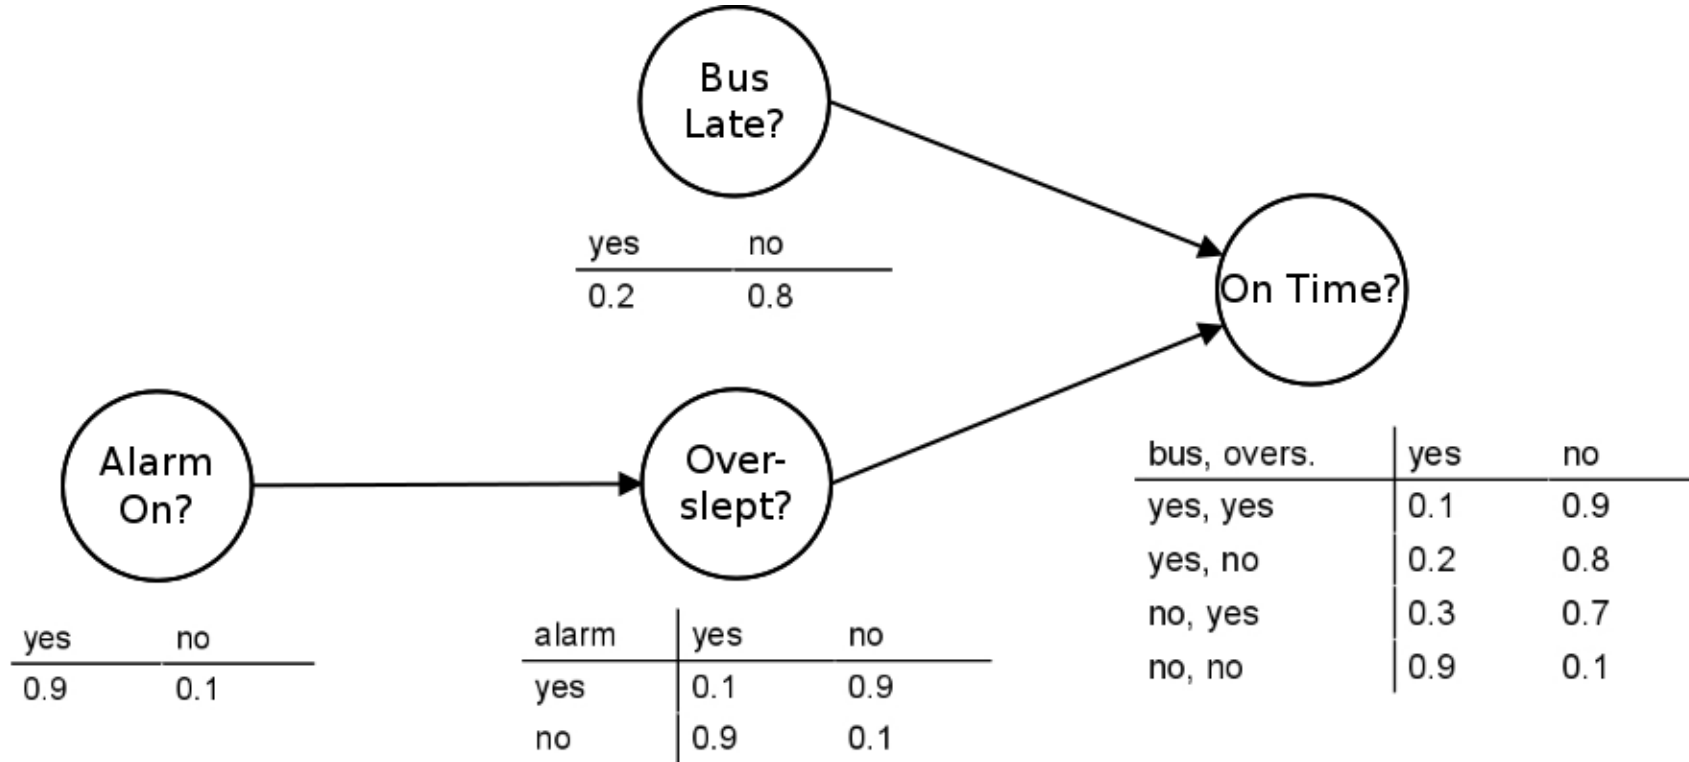 Bus
Late?
yes no
0.2 0.8
On Time?
Alarm
On?
yes no
0.9 0.1
Over-
slept?
alarm yes no
yes 0.1 0.9
no 0.9 0.1
bus, overs. yes no
yes, yes 0.1 0.9
yes, no 0.2 0.8
no, yes 0.3 0.7
no, no 0.9 0.1